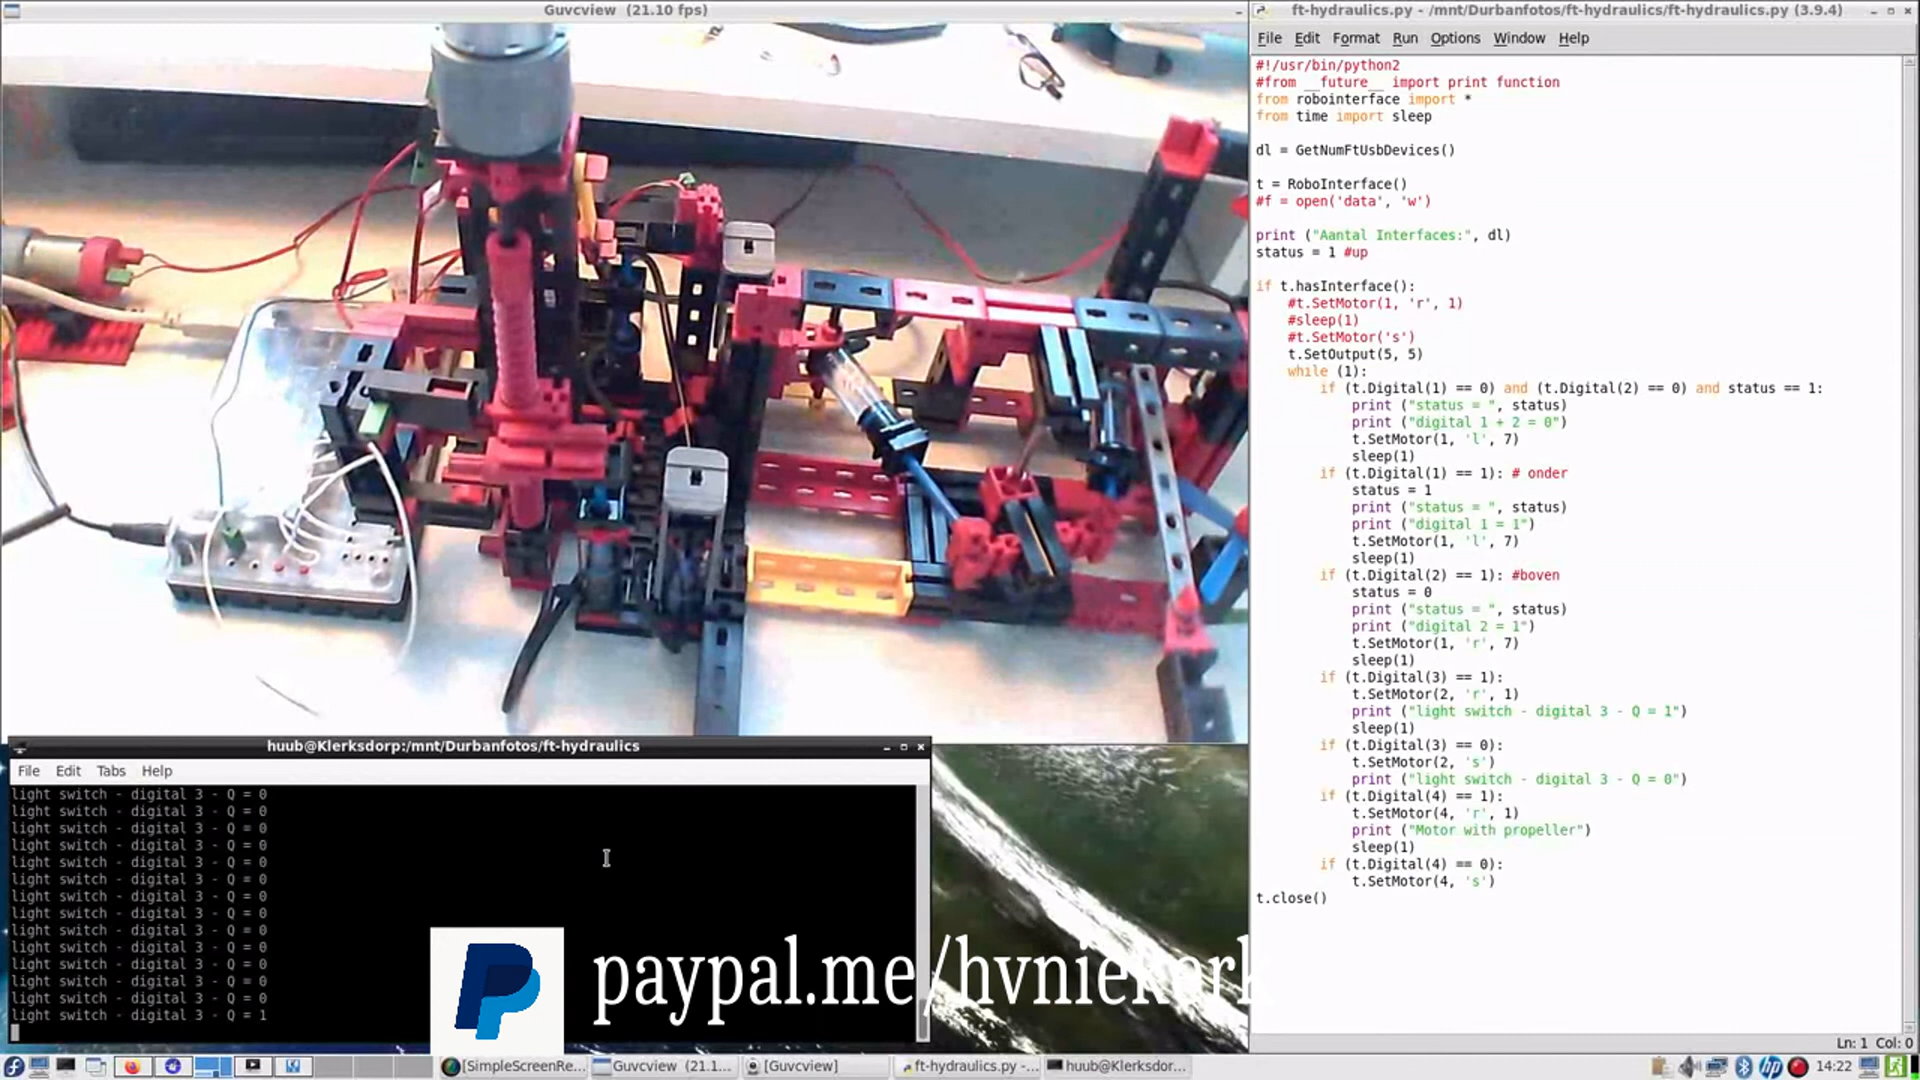 Guvcview (21.10 fps)
ft-hydraulics.py - /mnt/Durbanfotos/ft-hydraulics/ft-hydraulics.py (3.9.4)
File Edit Format Run Options Window Help
#!/usr/bin/python2
#from __future__ import print function
from robointerface import *
from time import sleep
dl = GetNumFtUsbDevices()
t = RoboInterface()
#f = open('data', 'w')
print ("Aantal Interfaces:", dl)
status = 1 #up
if t.hasInterface():
#t.SetMotor(1, 'r', 1)
#sleep(1)
#t.SetMotor('s')
t.SetOutput(5, 5)
while (1):
if (t.Digital(1) == 0) and (t.Digital(2) == 0) and status == 1:
print ("status = ", status)
print ("digital 1 + 2 = 0")
t.SetMotor(1, 'l', 7)
sleep(1)
if (t.Digital(1) == 1): # onder
status = 1
print ("status = ", status)
print ("digital 1 = 1")
t.SetMotor(1, 'l', 7)
sleep(1)
if (t.Digital(2) == 1): #boven
status = 0
print ("status = ", status)
print ("digital 2 = 1")
t.SetMotor(1, 'r', 7)
sleep(1)
if (t.Digital(3) == 1):
t.SetMotor(2, 'r', 1)
print ("light switch - digital 3 - Q = 1")
sleep(1)
if (t.Digital(3) == 0):
t.SetMotor(2, 's')
print ("light switch - digital 3 - Q = 0")
if (t.Digital(4) == 1):
t.SetMotor(4, 'r', 1)
print ("Motor with propeller")
sleep(1)
if (t.Digital(4) == 0):
t.SetMotor(4, 's')
t.close()
Ln: 1 Col: 0
huub@Klerksdorp:/mnt/Durbanfotos/ft-hydraulics
File Edit Tabs Help
light switch - digital 3 - Q = 0
light switch - digital 3 - Q = 0
light switch - digital 3 - Q = 0
light switch - digital 3 - Q = 0
light switch - digital 3 - Q = 0
light switch - digital 3 - Q = 0
light switch - digital 3 - Q = 0
light switch - digital 3 - Q = 0
light switch - digital 3 - Q = 0
light switch - digital 3 - Q = 0
light switch - digital 3 - Q = 0
light switch - digital 3 - Q = 0
light switch - digital 3 - Q = 0
light switch - digital 3 - Q = 1
paypal.me/hvniekerk
[SimpleScreenRe... Guvcview (21.1... [Guvcview] ft-hydraulics.py -... huub@Klerksdor... hp 14:22